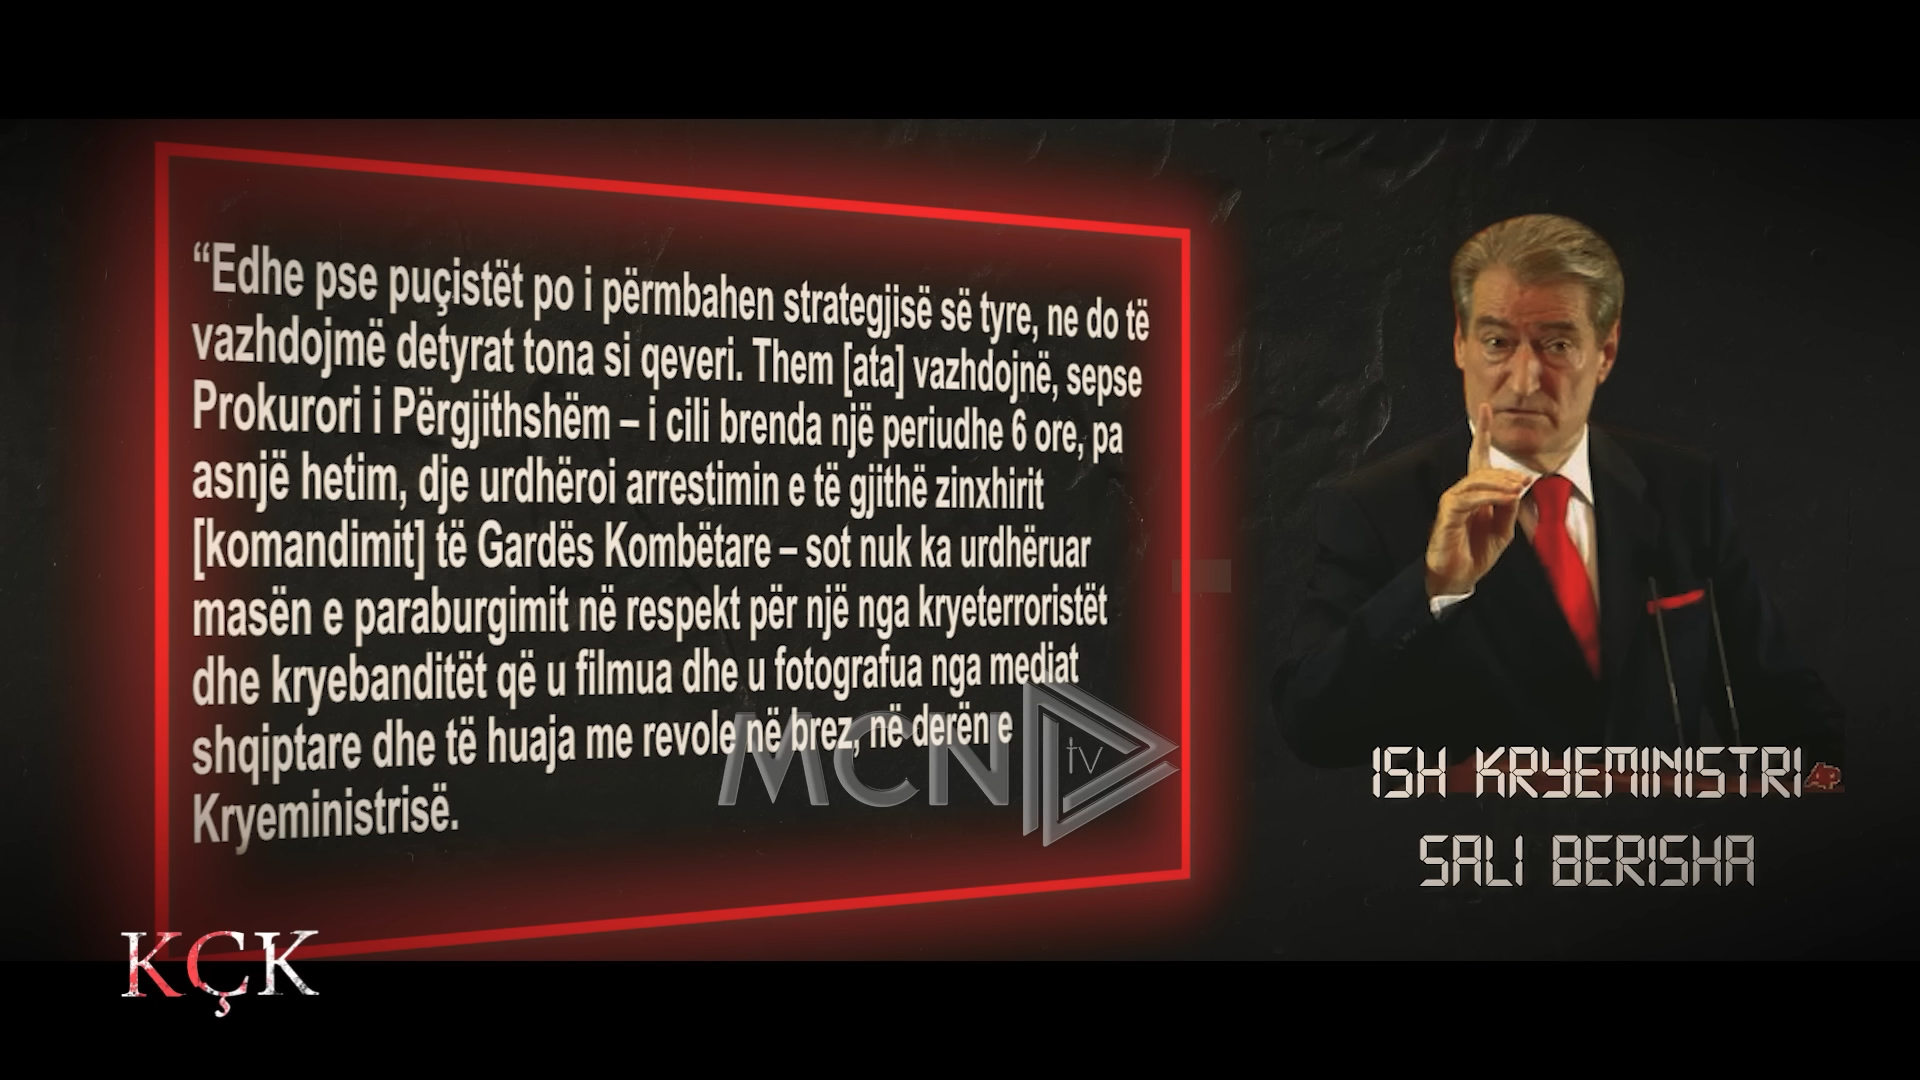 “Edhe pse puçistët po i përmbahen strategjisë së tyre, ne do të
vazhdojmë detyrat tona si qeveri. Them [ata] vazhdojnë, sepse
Prokurori i Përgjithshëm – i cili brenda një periudhe 6 ore, pa
asnjë hetim, dje urdhëroi arrestimin e të gjithë zinxhirit
[komandimit] të Gardës Kombëtare – sot nuk ka urdhëruar
masën e paraburgimit në respekt për një nga kryeterroristët
dhe kryebanditët që u filmua dhe u fotografua nga mediat
shqiptare dhe të huaja me revole në brez, në derën e
Kryeministrisë.
MCN tv
ISH KRYEMINISTRI
SALI BERISHA
KÇK